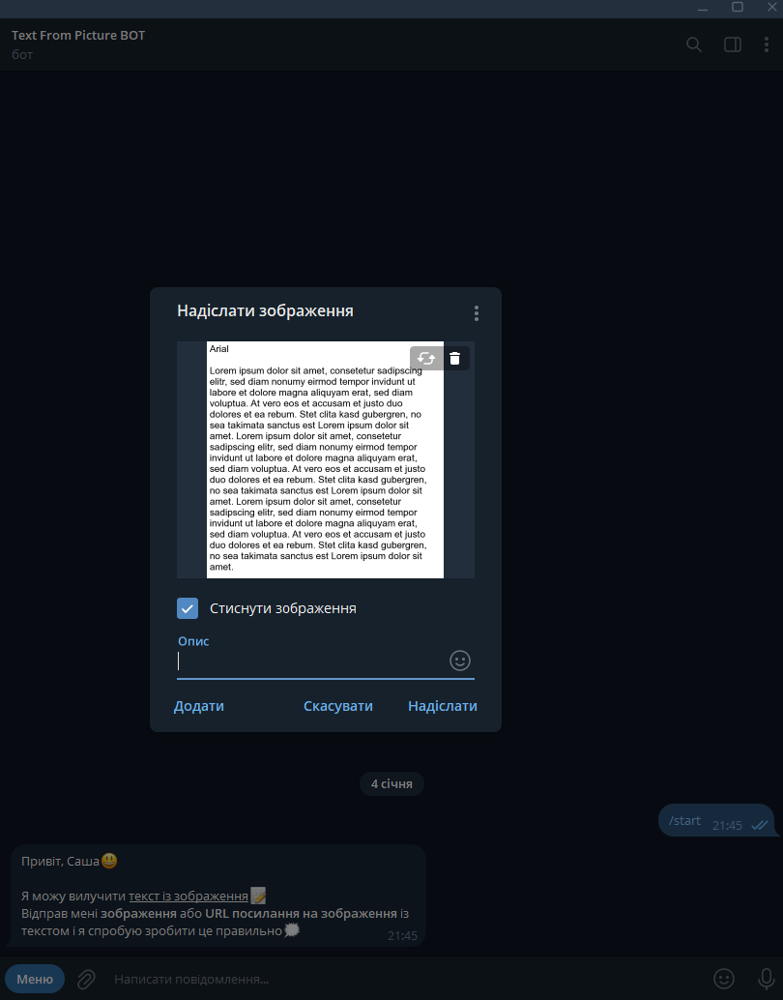 Text From Picture BOT
бот
Надіслати зображення
Arial
Lorem ipsum dolor sit amet, consetetur sadipscing
elitr, sed diam nonumy eirmod tempor invidunt ut
labore et dolore magna aliquyam erat, sed diam
voluptua. At vero eos et accusam et justo duo
dolores et ea rebum. Stet clita kasd gubergren, no
sea takimata sanctus est Lorem ipsum dolor sit
amet. Lorem ipsum dolor sit amet, consetetur
sadipscing elitr, sed diam nonumy eirmod tempor
invidunt ut labore et dolore magna aliquyam erat,
sed diam voluptua. At vero eos et accusam et justo
duo dolores et ea rebum. Stet clita kasd gubergren,
no sea takimata sanctus est Lorem ipsum dolor sit
amet. Lorem ipsum dolor sit amet, consetetur
sadipscing elitr, sed diam nonumy eirmod tempor
invidunt ut labore et dolore magna aliquyam erat,
sed diam voluptua. At vero eos et accusam et justo
duo dolores et ea rebum. Stet clita kasd gubergren,
no sea takimata sanctus est Lorem ipsum dolor sit
amet.
Стиснути зображення
Опис
Додати Скасувати Надіслати
4 січня
/start 21:45
Привіт, Саша😃
Я можу вилучити текст із зображення📝
Відправ мені зображення або URL посилання на зображення із
текстом і я спробую зробити це правильно💭
21:45
Меню Написати повідомлення...